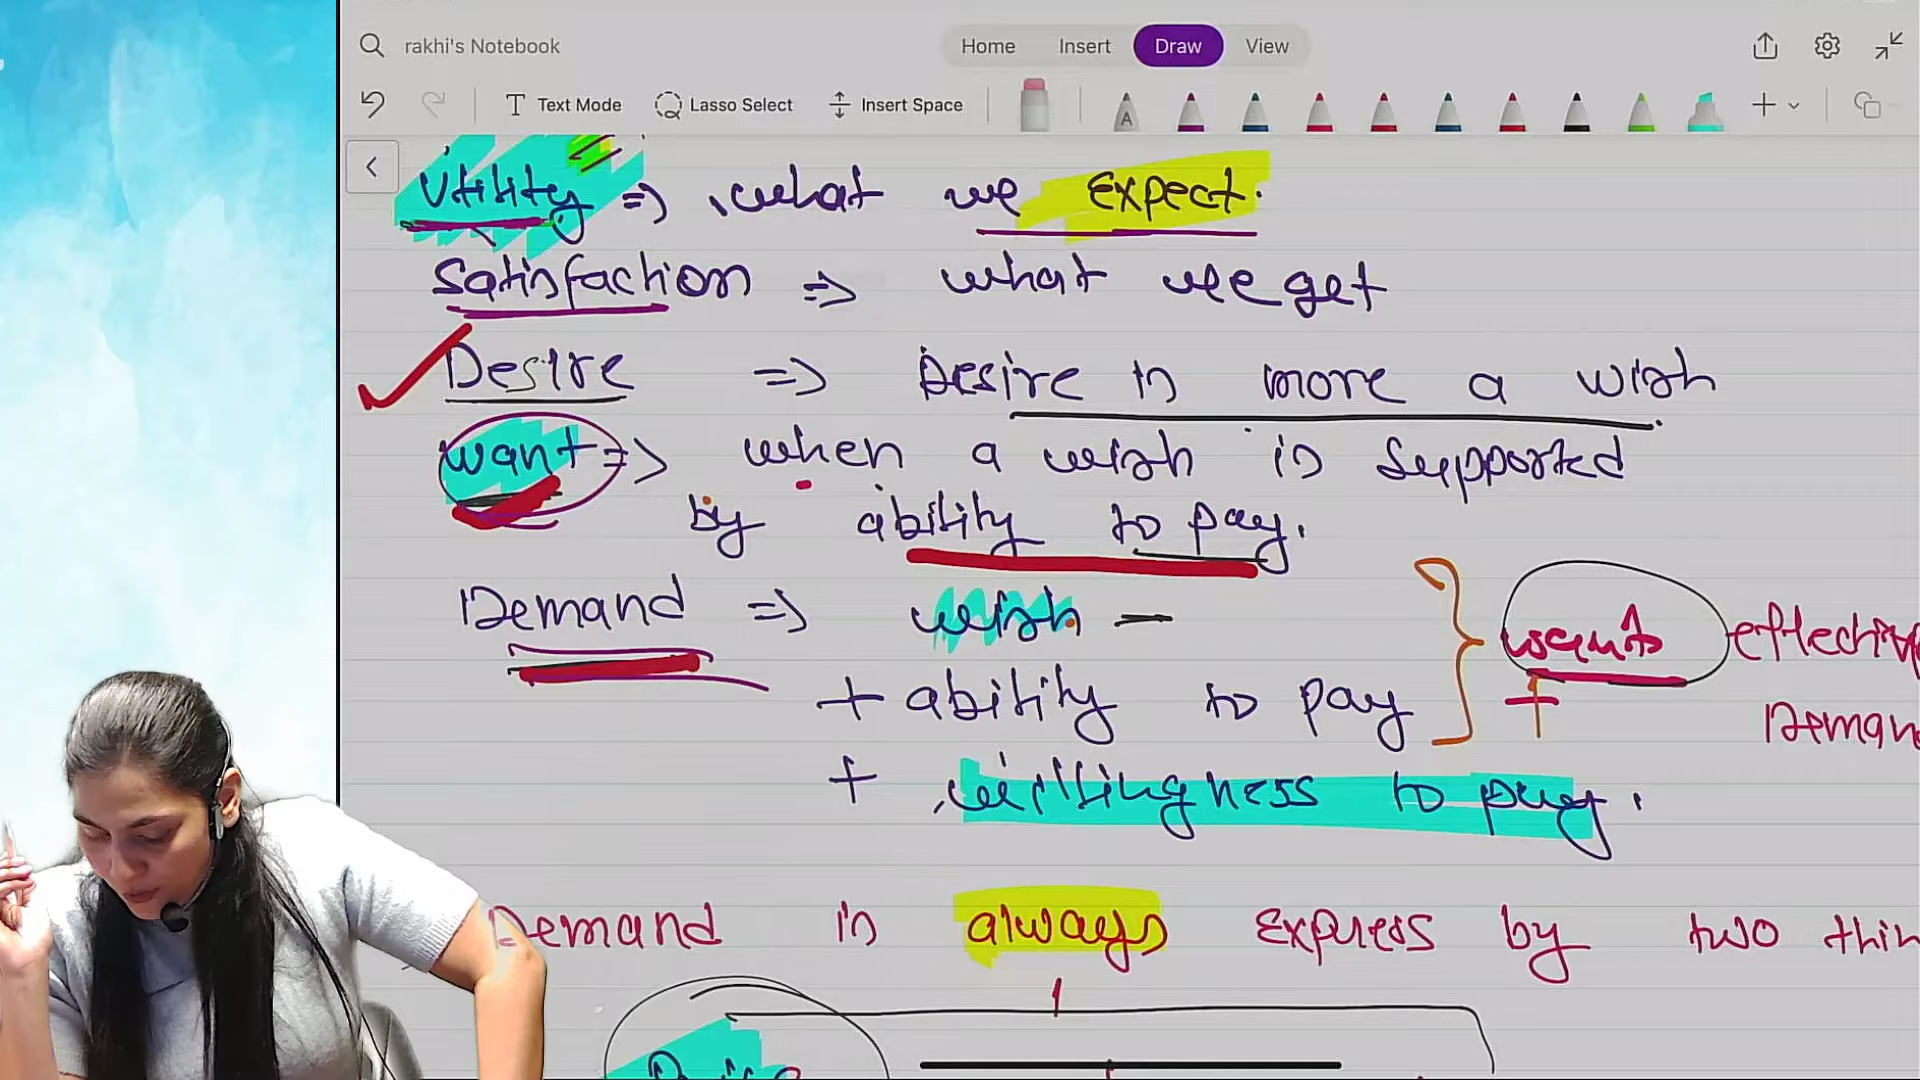 rakhi's Notebook
Home Insert Draw View
Text Mode Lasso Select Insert Space
A
Utility => what we Expect.
Satisfaction => what we get
Desire => Desire is more a wish
want => when a wish is supported
by ability to pay.
Demand => wish —
+ ability to pay
+ willingness to pay.
wants
+
effective
Deman
Demand is always Express by two thin
Price